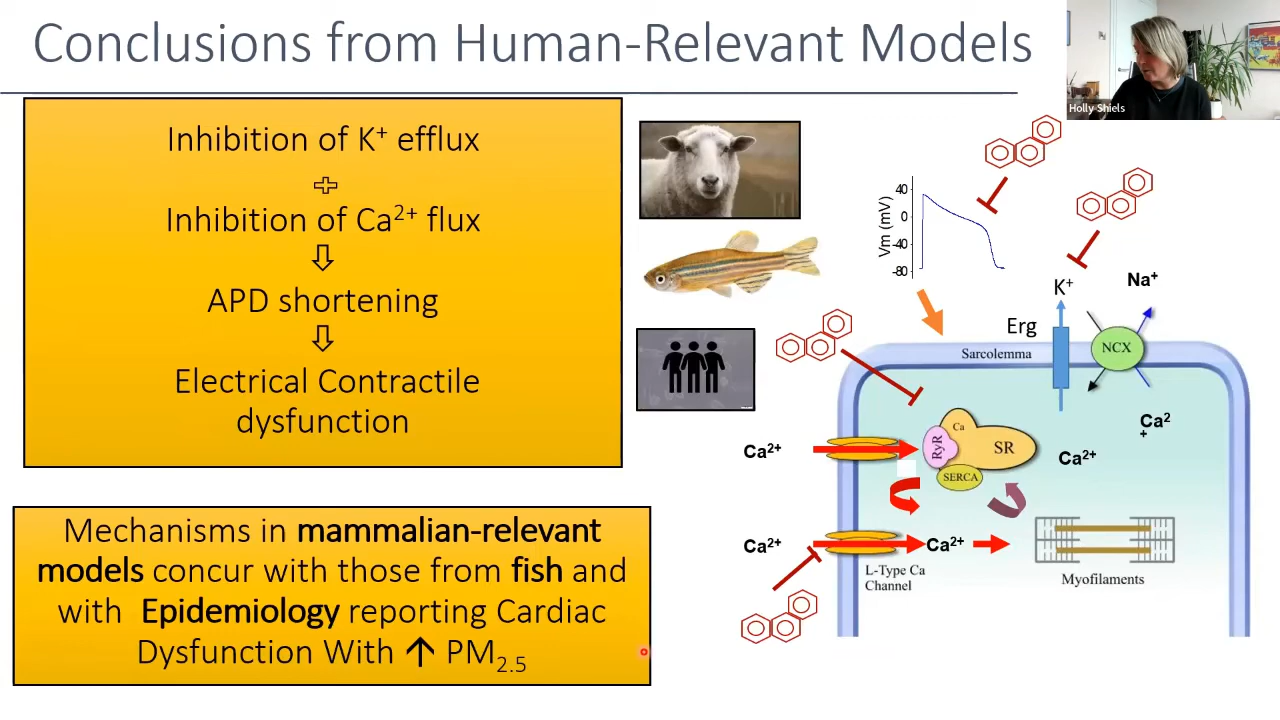 Conclusions from Human-Relevant Models
Holly Shiels
Inhibition of K⁺ efflux
Inhibition of Ca²⁺ flux
APD shortening
Electrical Contractile
dysfunction
Mechanisms in mammalian-relevant
models concur with those from fish and
with Epidemiology reporting Cardiac
Dysfunction With ↑ PM₂.₅
Vm (mV)
40
0
-40
-80
K⁺
Na⁺
Erg
Sarcolemma
NCX
Ca
RyR
SR
SERCA
Ca²⁺
Ca2
+
Ca²⁺
Ca²⁺
Ca²⁺
L-Type Ca
Channel
Myofilaments